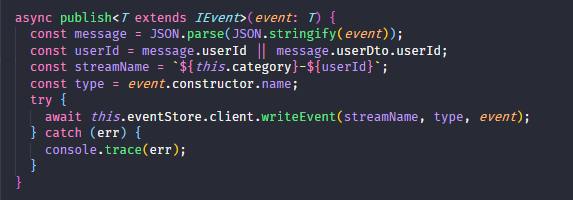 async publish<T extends IEvent>(event: T) {
const message = JSON.parse(JSON.stringify(event));
const userId = message.userId || message.userDto.userId;
const streamName = `${this.category}-${userId}`;
const type = event.constructor.name;
try {
await this.eventStore.client.writeEvent(streamName, type, event);
} catch (err) {
console.trace(err);
}
}